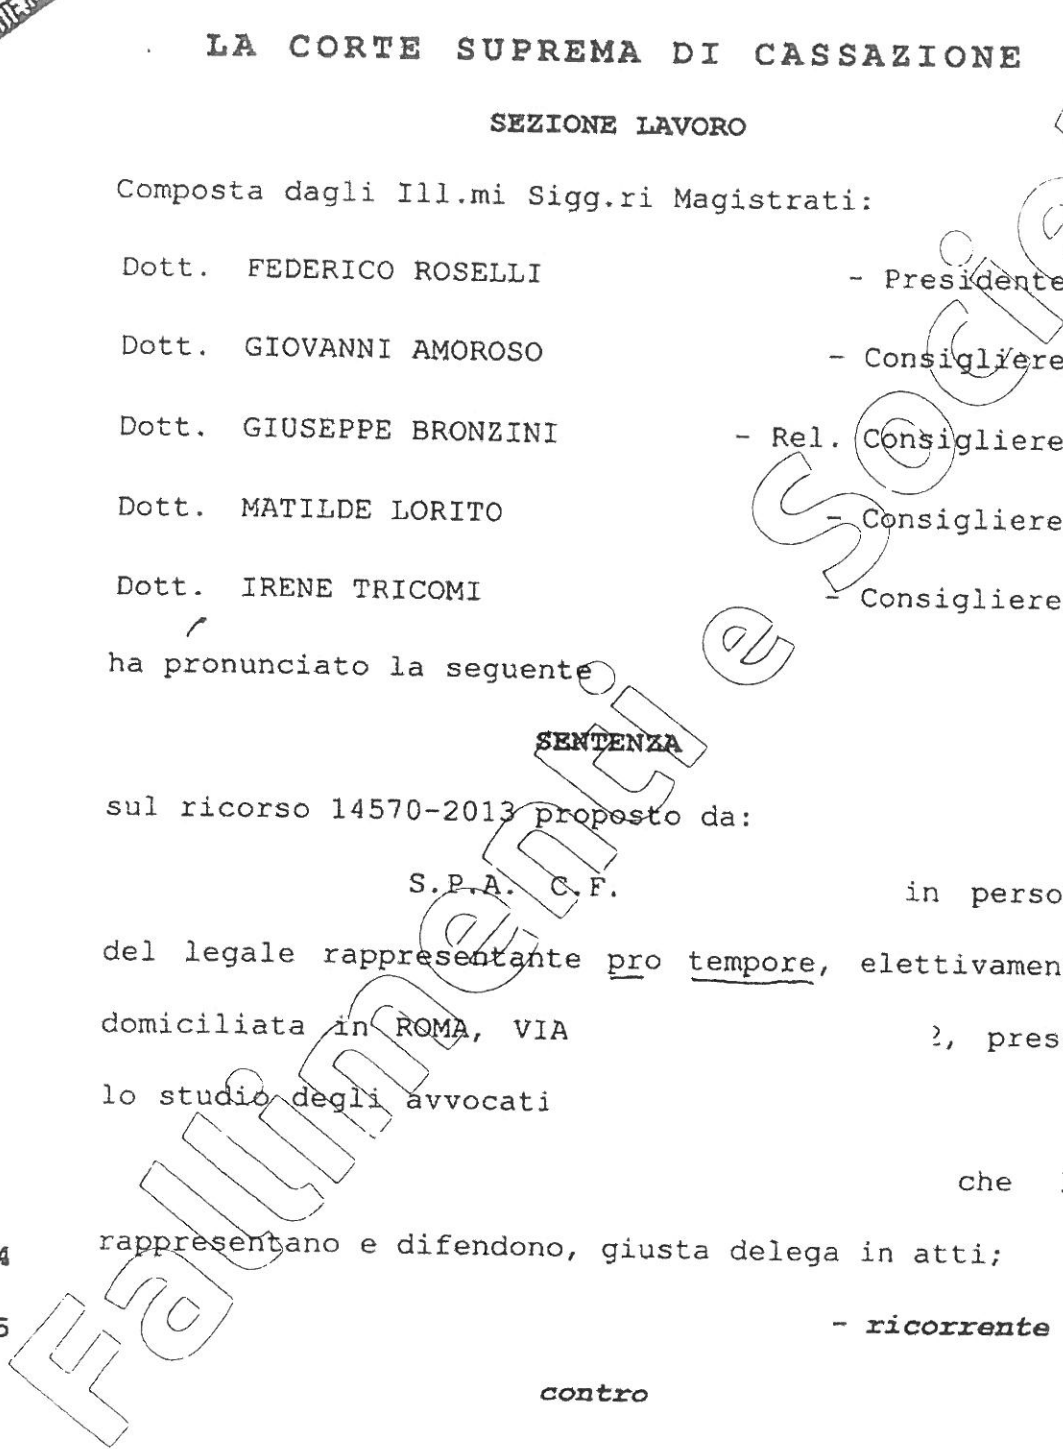 LA CORTE SUPREMA DI CASSAZIONE
SEZIONE LAVORO
Composta dagli Ill.mi Sigg.ri Magistrati:
Dott. FEDERICO ROSELLI - Presidente
Dott. GIOVANNI AMOROSO - Consigliere
Dott. GIUSEPPE BRONZINI - Rel. Consigliere
Dott. MATILDE LORITO - Consigliere
Dott. IRENE TRICOMI - Consigliere
ha pronunciato la seguente
SENTENZA
sul ricorso 14570-2013 proposto da:
S.P.A. C.F. in perso
del legale rappresentante pro tempore, elettivamen
domiciliata in ROMA, VIA , pres
lo studio degli avvocati
che
rappresentano e difendono, giusta delega in atti;
- ricorrente
contro
Fallimenti e Socie